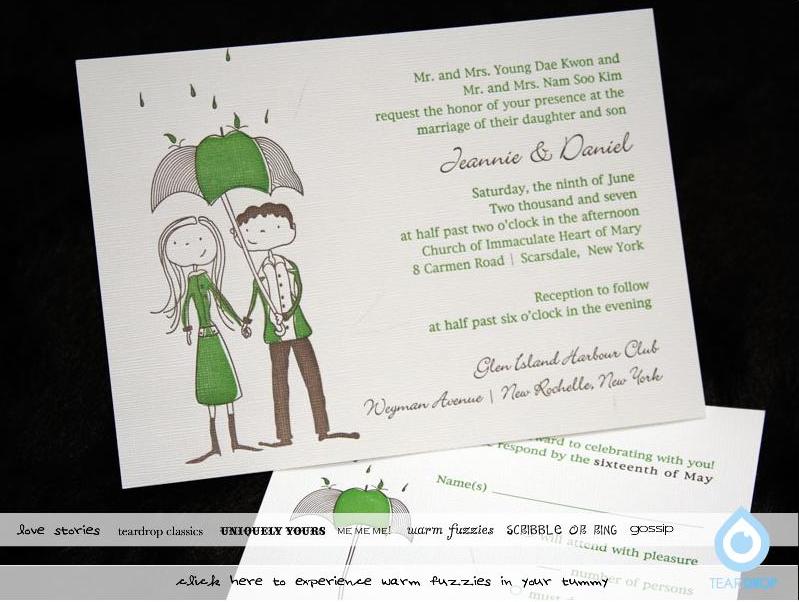 Mr. and Mrs. Young Dae Kwon and
Mr. and Mrs. Nam Soo Kim
request the honor of your presence at the
marriage of their daughter and son
Jeannie & Daniel
Saturday, the ninth of June
Two thousand and seven
at half past two o'clock in the afternoon
Church of Immaculate Heart of Mary
8 Carmen Road | Scarsdale, New York
Reception to follow
at half past six o'clock in the evening
Glen Island Harbour Club
Weyman Avenue | New Rochelle, New York
to celebrating with you!
respond by the sixteenth of May
Name(s)
will attend with pleasure
number of persons
love stories teardrop classics UNIQUELY YOURS ME ME ME! warm fuzzies SCRIBBLE OR RING gossip
TEARDROP
click here to experience warm fuzzies in your tummy